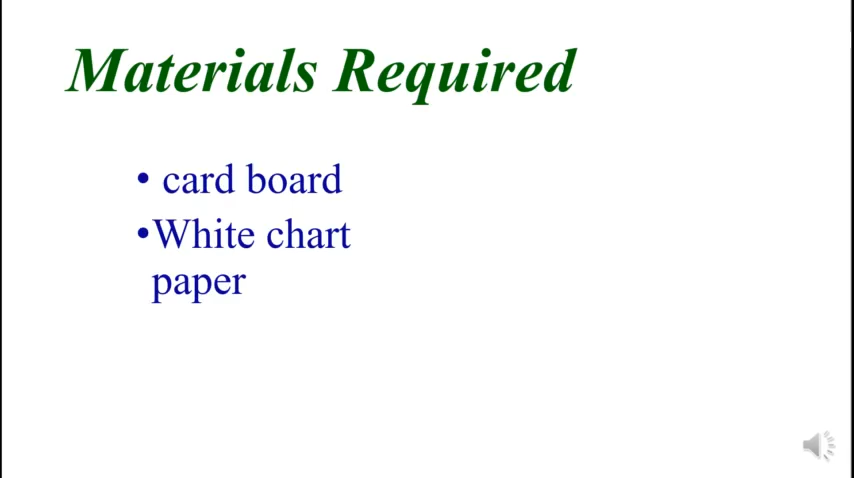 Materials Required
• card board
•White chart
paper